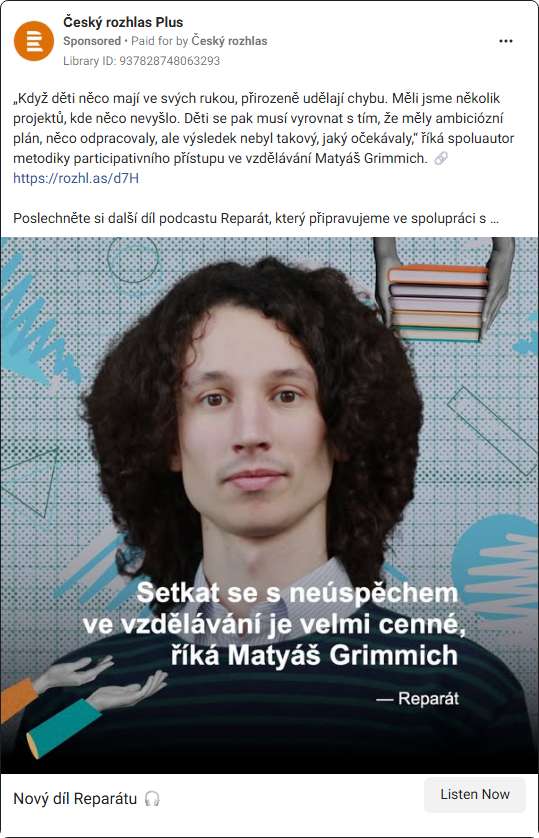 Český rozhlas Plus
Sponsored • Paid for by Český rozhlas
Library ID: 937828748063293
„Když děti něco mají ve svých rukou, přirozeně udělají chybu. Měli jsme několik
projektů, kde něco nevyšlo. Děti se pak musí vyrovnat s tím, že měly ambiciózní
plán, něco odpracovaly, ale výsledek nebyl takový, jaký očekávaly,“ říká spoluautor
metodiky participativního přístupu ve vzdělávání Matyáš Grimmich. 🔗
https://rozhl.as/d7H
Poslechněte si další díl podcastu Reparát, který připravujeme ve spolupráci s ...
Setkat se s neúspěchem
ve vzdělávání je velmi cenné,
říká Matyáš Grimmich
— Reparát
Nový díl Reparátu 🎧
Listen Now